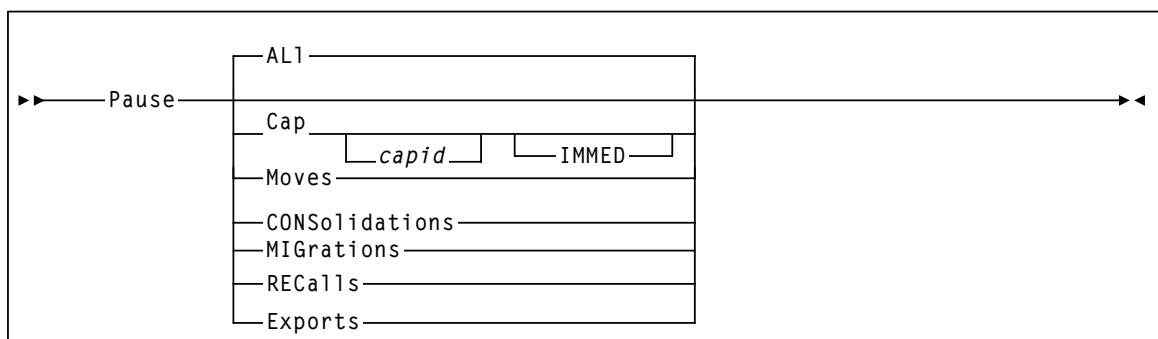 ALl
Pause
Cap
capid IMMED
Moves
CONSolidations
MIGrations
RECalls
Exports